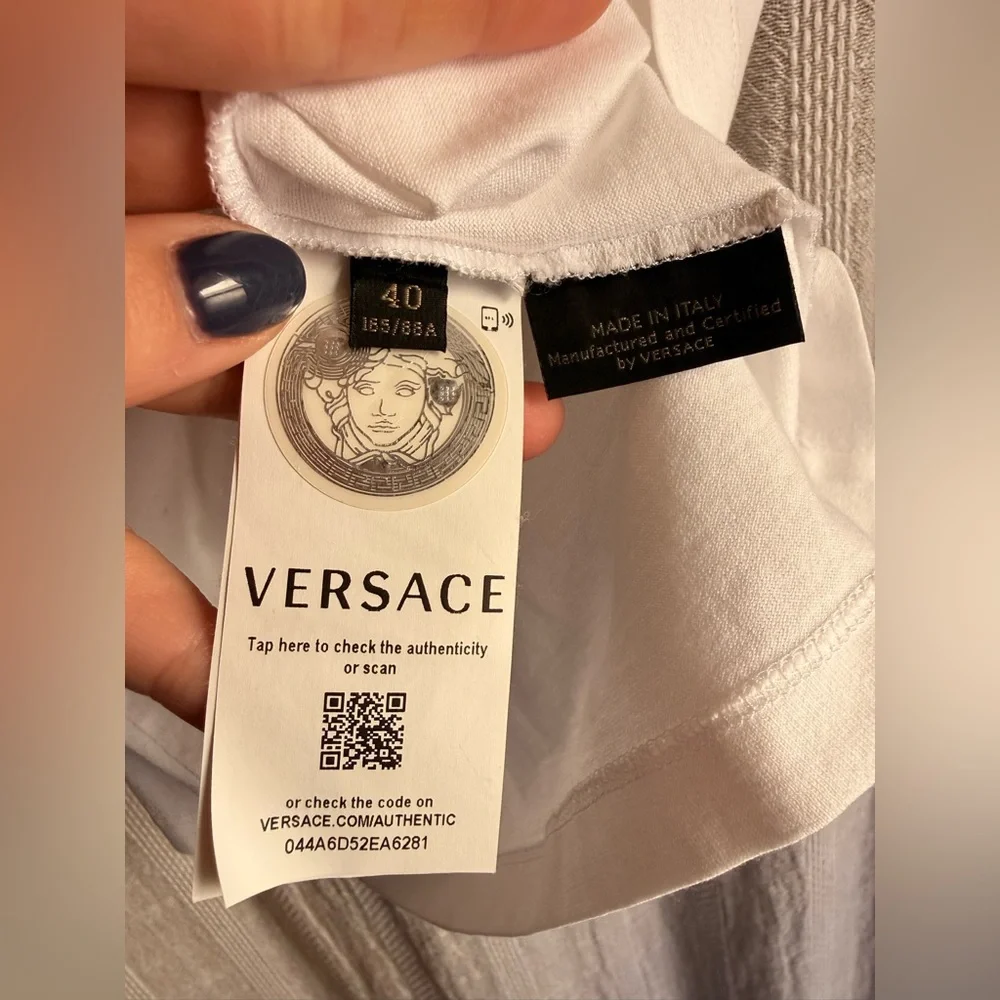 40
165/88A
MADE IN ITALY
Manufactured and Certified
by VERSACE
VERSACE
Tap here to check the authenticity
or scan
or check the code on
VERSACE.COM/AUTHENTIC
044A6D52EA6281